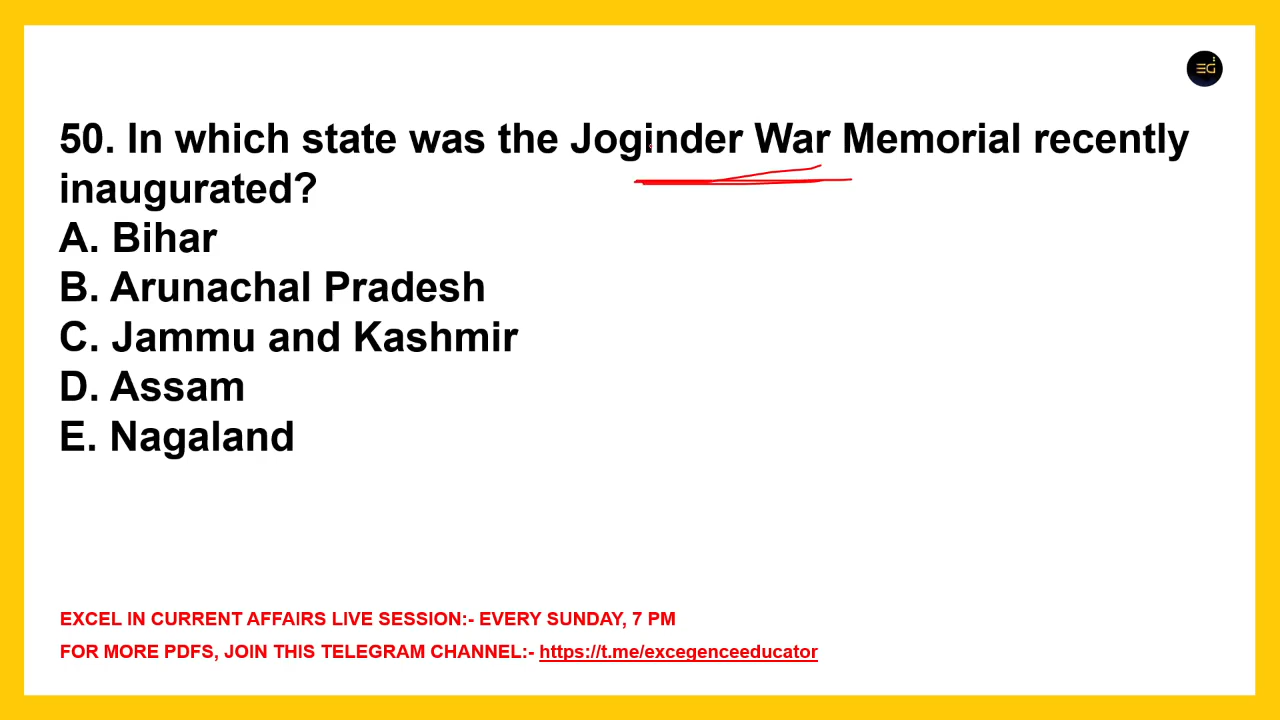 EG
50. In which state was the Joginder War Memorial recently
inaugurated?
A. Bihar
B. Arunachal Pradesh
C. Jammu and Kashmir
D. Assam
E. Nagaland
EXCEL IN CURRENT AFFAIRS LIVE SESSION:- EVERY SUNDAY, 7 PM
FOR MORE PDFS, JOIN THIS TELEGRAM CHANNEL:- https://t.me/excegenceeducator